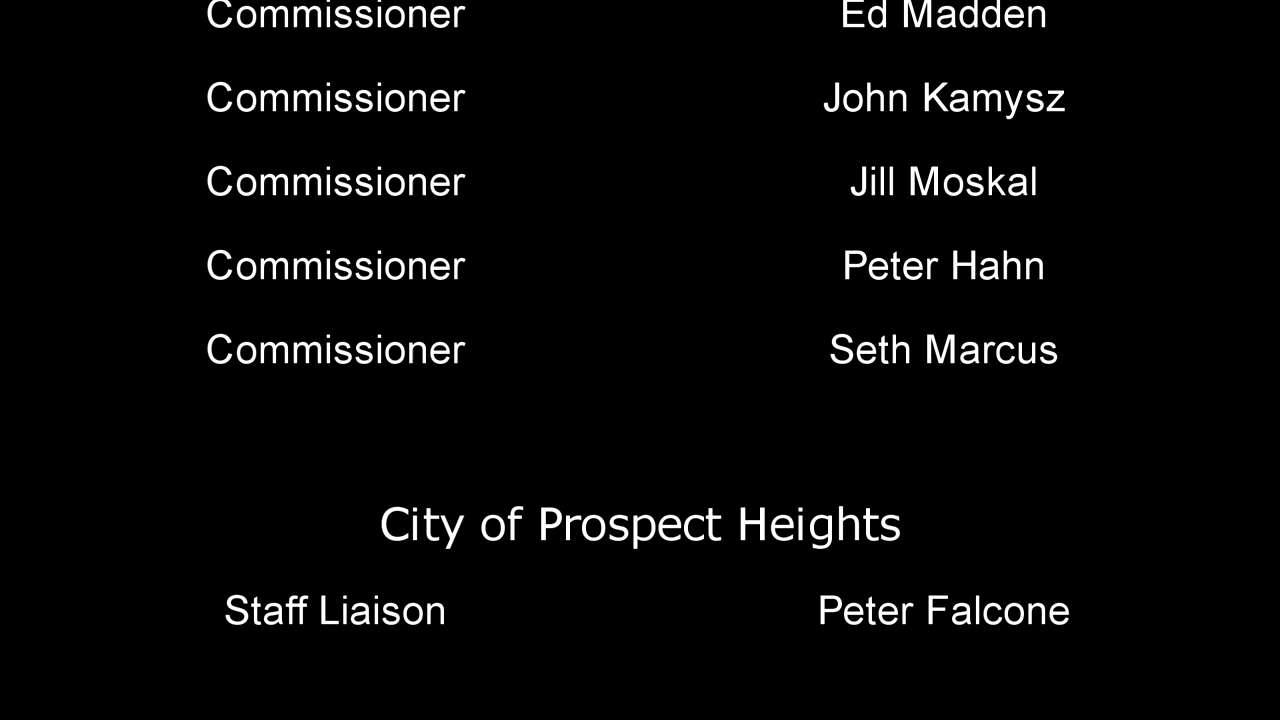 Commissioner Ed Madden
Commissioner John Kamysz
Commissioner Jill Moskal
Commissioner Peter Hahn
Commissioner Seth Marcus
City of Prospect Heights
Staff Liaison Peter Falcone